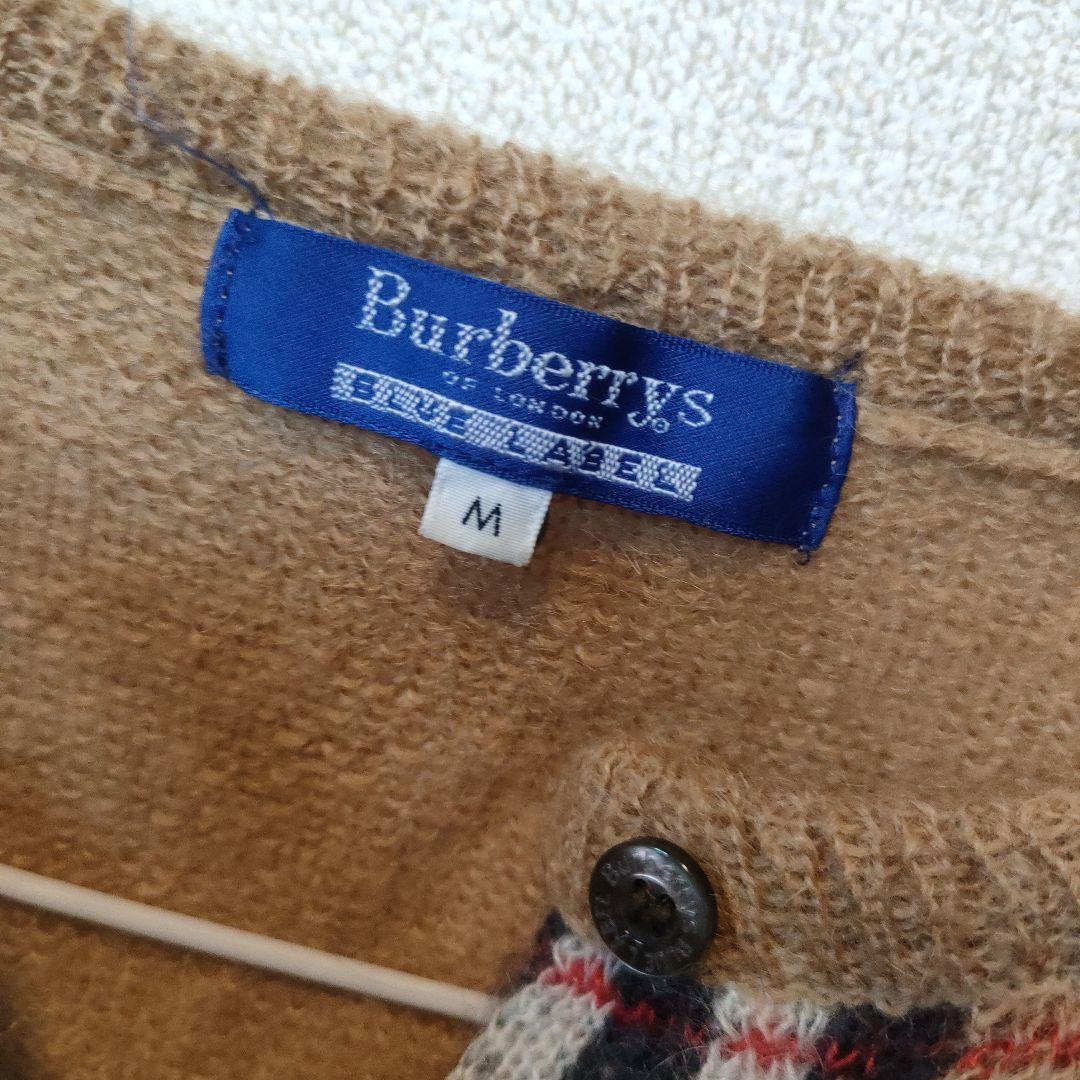 Burberrys
OF LONDON®
BLUE LABEL
M